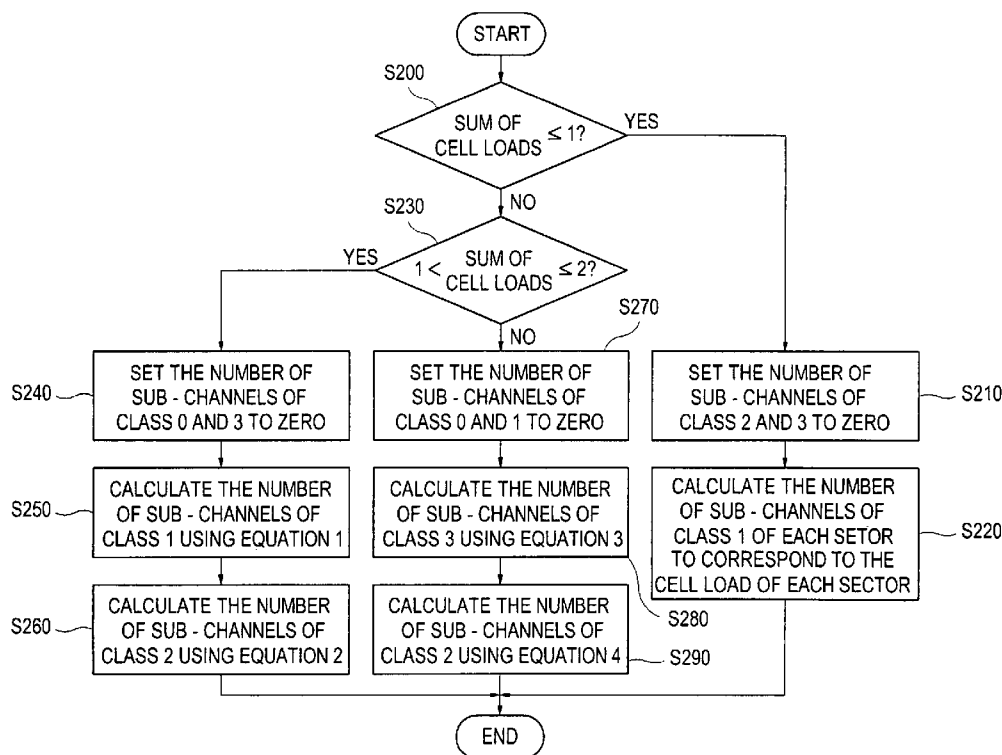 START
S200
SUM OF
CELL LOADS ≤ 1?
YES
NO
S230
YES
1 < SUM OF
CELL LOADS ≤ 2?
NO
S270
S240
SET THE NUMBER OF
SUB - CHANNELS OF
CLASS 0 AND 3 TO ZERO
SET THE NUMBER OF
SUB - CHANNELS OF
CLASS 0 AND 1 TO ZERO
SET THE NUMBER OF
SUB - CHANNELS OF
CLASS 2 AND 3 TO ZERO
S210
S250
CALCULATE THE NUMBER
OF SUB - CHANNELS OF
CLASS 1 USING EQUATION 1
CALCULATE THE NUMBER
OF SUB - CHANNELS OF
CLASS 3 USING EQUATION 3
S280
CALCULATE THE NUMBER
OF SUB - CHANNELS OF
CLASS 1 OF EACH SETOR
TO CORRESPOND TO THE
CELL LOAD OF EACH SECTOR
S220
S260
CALCULATE THE NUMBER
OF SUB - CHANNELS OF
CLASS 2 USING EQUATION 2
CALCULATE THE NUMBER
OF SUB - CHANNELS OF
CLASS 2 USING EQUATION 4
S290
END